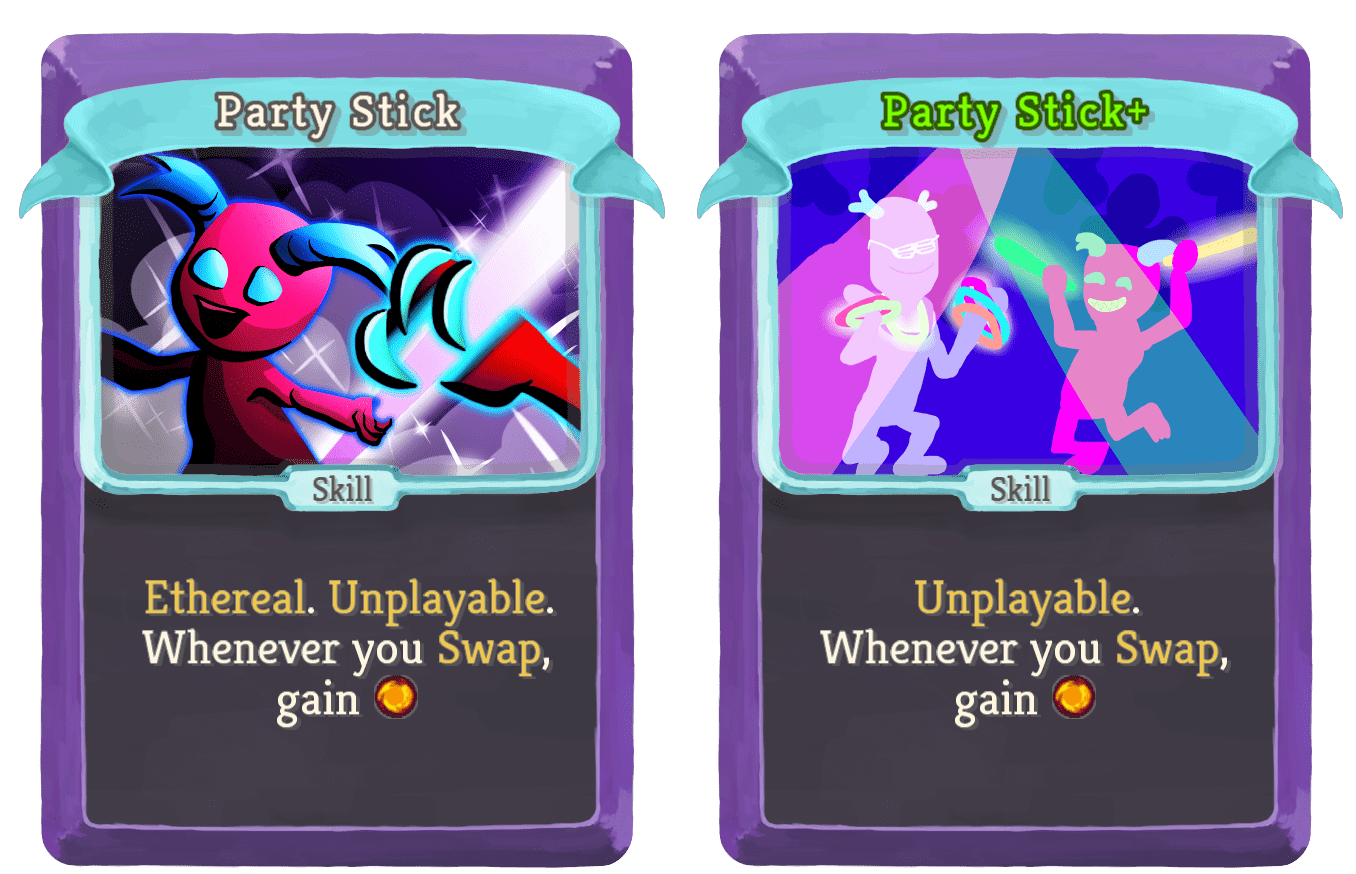 Party Stick
Skill
Ethereal. Unplayable.
Whenever you Swap,
gain
Party Stick+
Skill
Unplayable.
Whenever you Swap,
gain